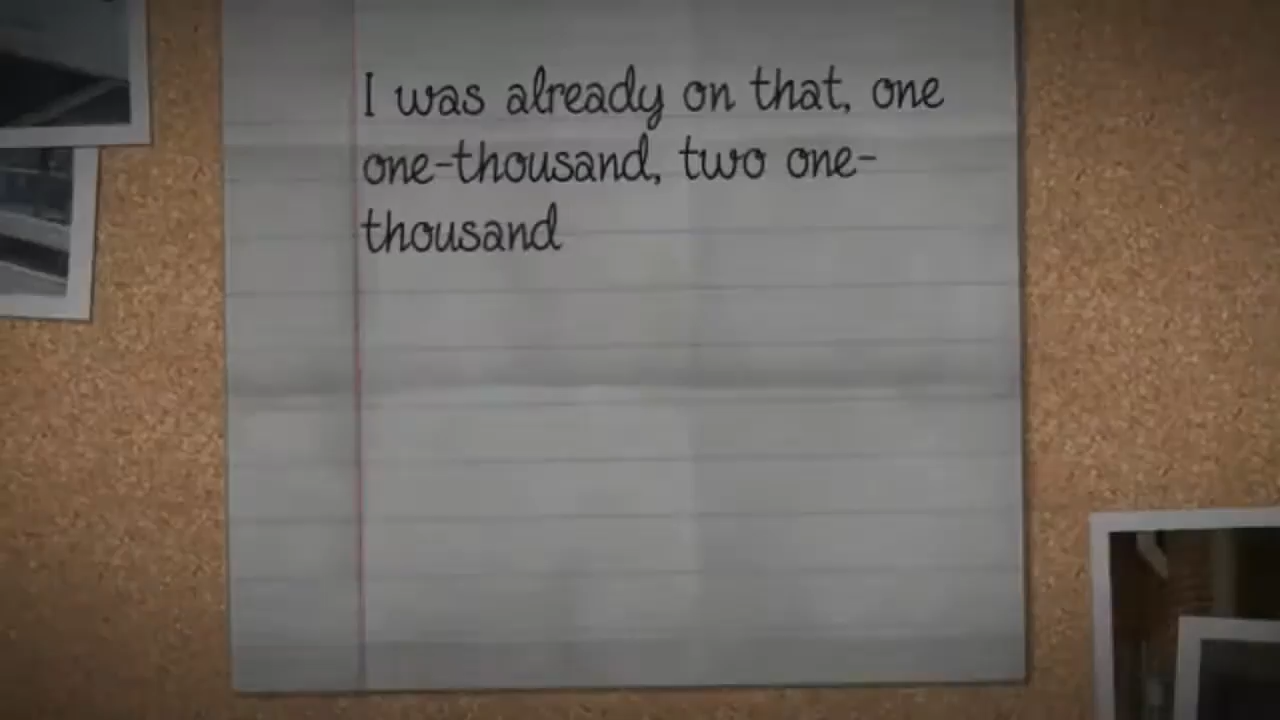 I was already on that, one
one-thousand, two one-
thousand